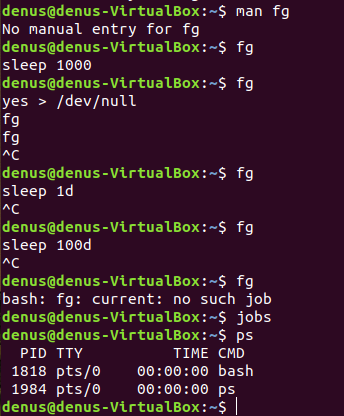 denus@denus-VirtualBox:~$ man fg
No manual entry for fg
denus@denus-VirtualBox:~$ fg
sleep 1000
denus@denus-VirtualBox:~$ fg
yes > /dev/null
fg
fg
^C
denus@denus-VirtualBox:~$ fg
sleep 1d
^C
denus@denus-VirtualBox:~$ fg
sleep 100d
^C
denus@denus-VirtualBox:~$ fg
bash: fg: current: no such job
denus@denus-VirtualBox:~$ jobs
denus@denus-VirtualBox:~$ ps
  PID TTY          TIME CMD
 1818 pts/0    00:00:00 bash
 1984 pts/0    00:00:00 ps
denus@denus-VirtualBox:~$